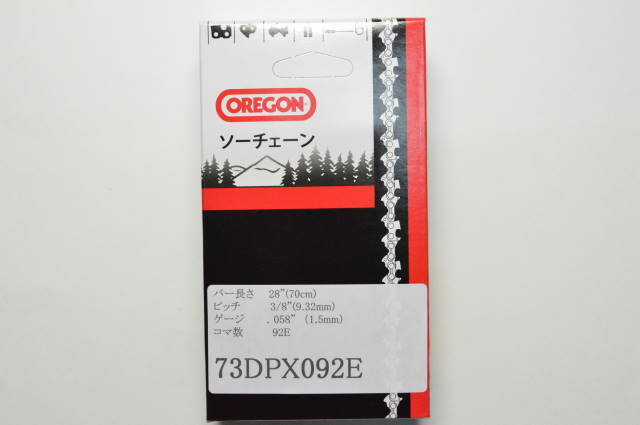 OREGON
ソーチェーン
バー長さ 28"(70cm)
ピッチ 3/8"(9.32mm)
ゲージ .058" (1.5mm)
コマ数 92E
73DPX092E